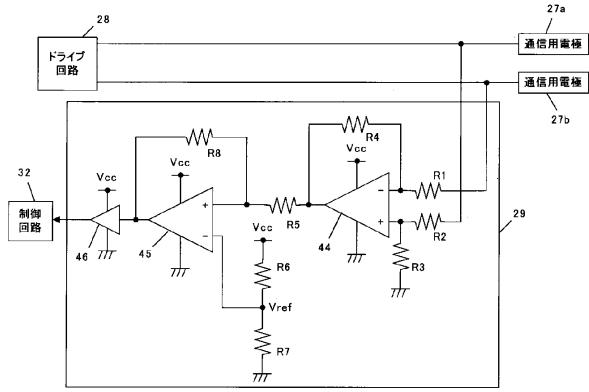 28
ドライブ
回路
27a
通信用電極
通信用電極
27b
R8
R4
Vcc
Vcc
Vcc
32
制御
回路
46
45
+
−
R5
Vcc
R6
Vref
R7
44
−
+
R1
R2
R3
29